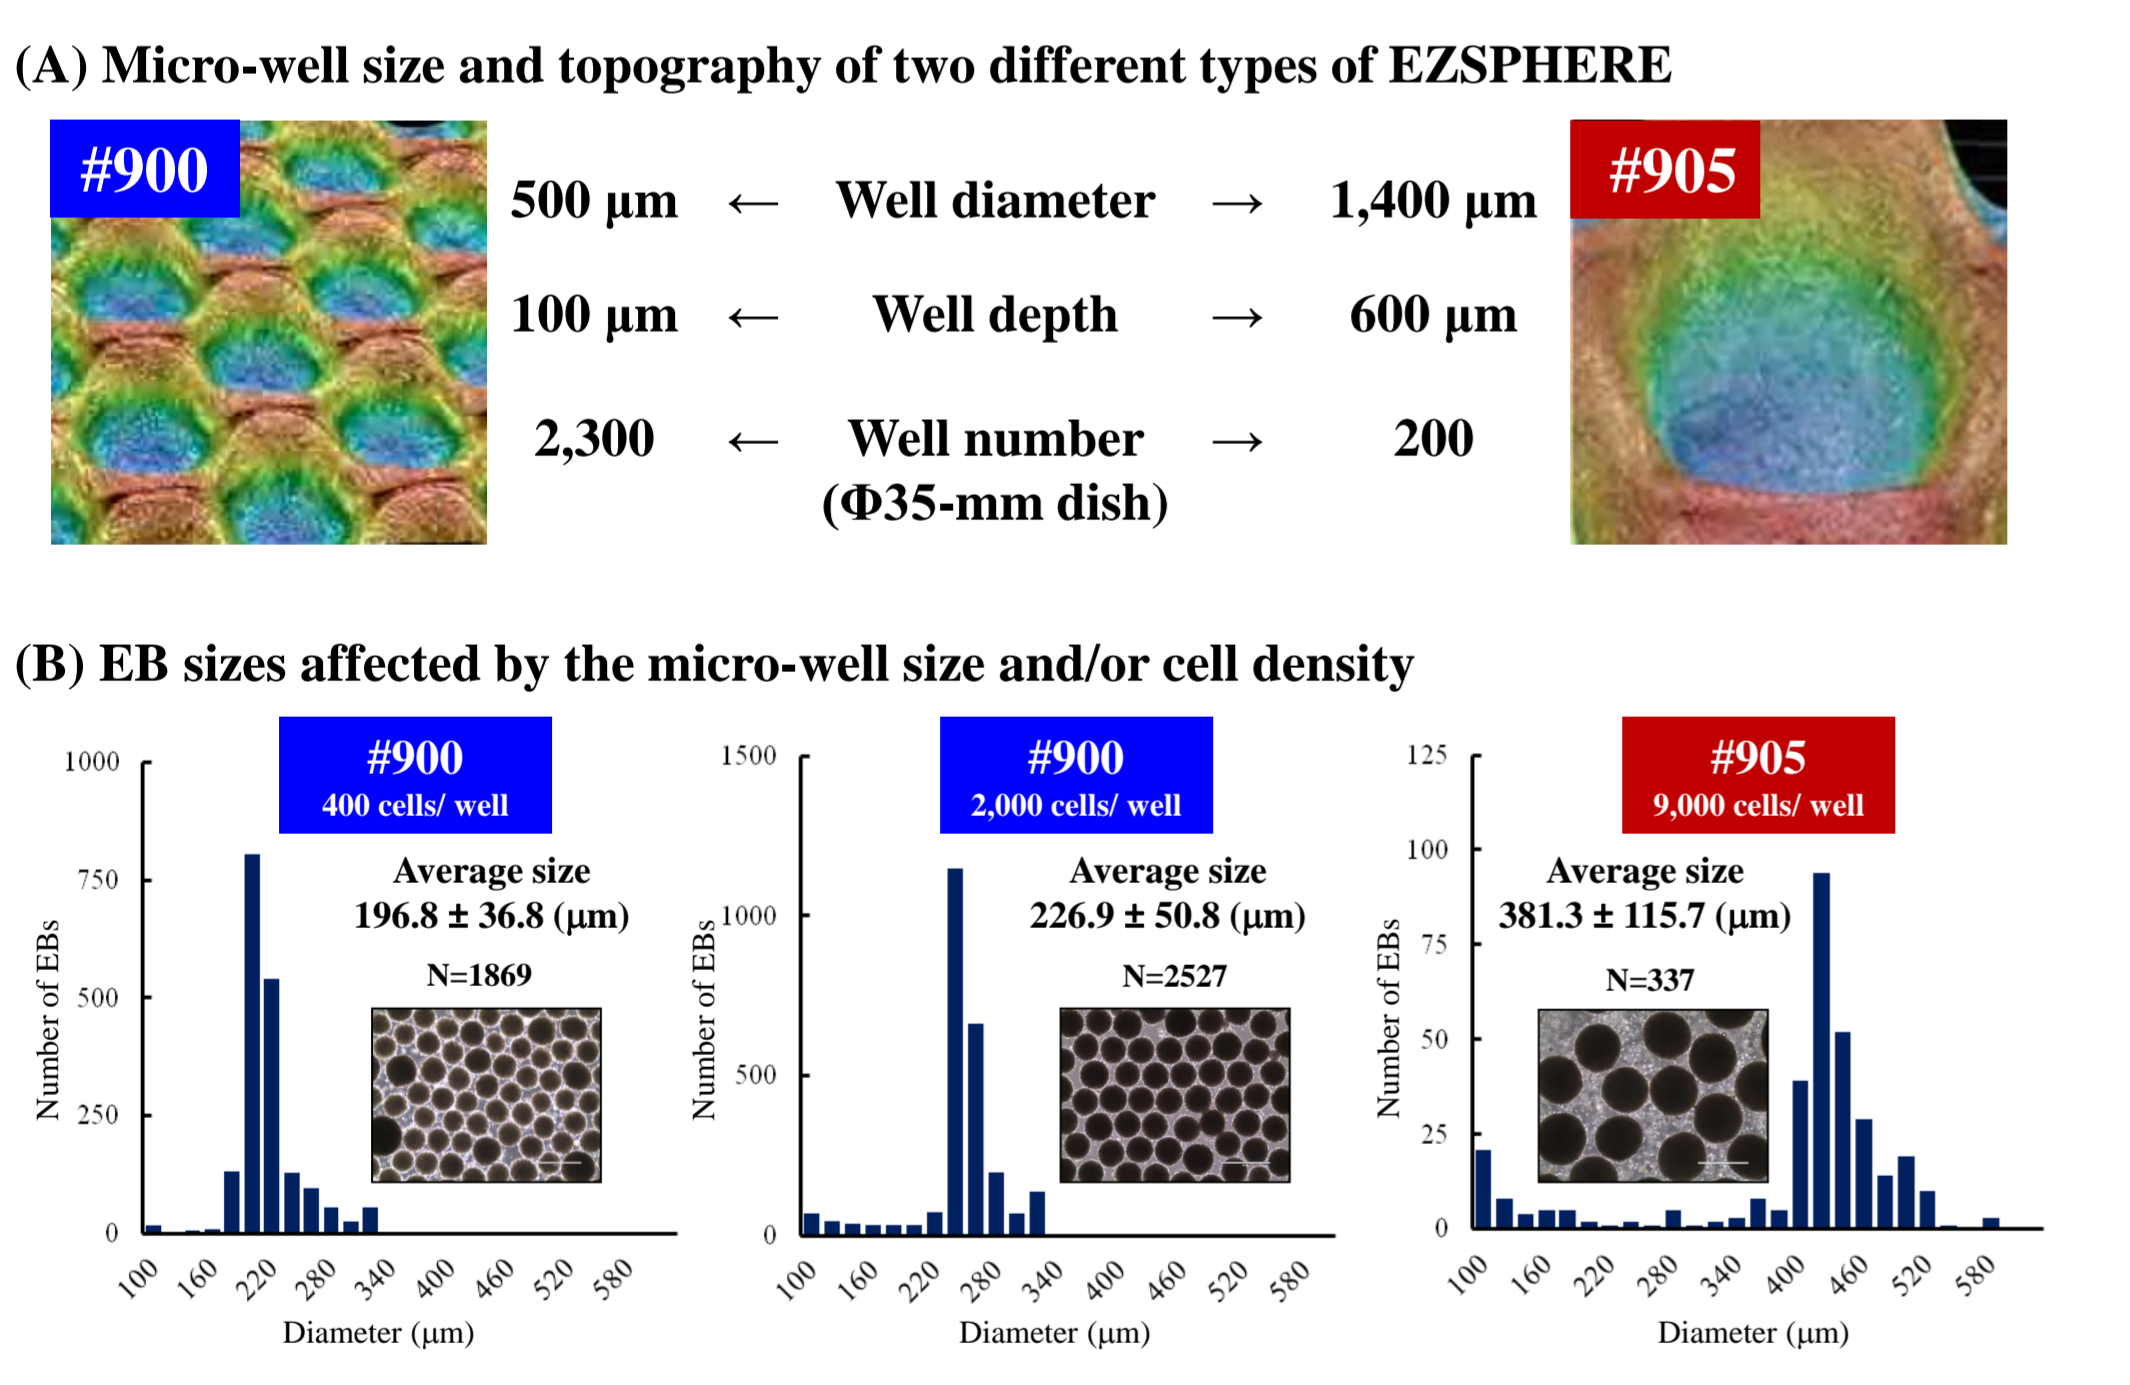 (A) Micro-well size and topography of two different types of EZSPHERE
#900
500 μm ← Well diameter → 1,400 μm
#905
100 μm ← Well depth → 600 μm
2,300 ← Well number → 200
(Φ35-mm dish)
(B) EB sizes affected by the micro-well size and/or cell density
#900
400 cells/ well
Average size
196.8 ± 36.8 (μm)
N=1869
Number of EBs
1000
750
500
250
0
100 160 220 280 340 400 460 520 580
Diameter (μm)
#900
2,000 cells/ well
Average size
226.9 ± 50.8 (μm)
N=2527
Number of EBs
1500
1000
500
0
100 160 220 280 340 400 460 520 580
Diameter (μm)
#905
9,000 cells/ well
Average size
381.3 ± 115.7 (μm)
N=337
Number of EBs
125
100
75
50
25
0
100 160 220 280 340 400 460 520 580
Diameter (μm)